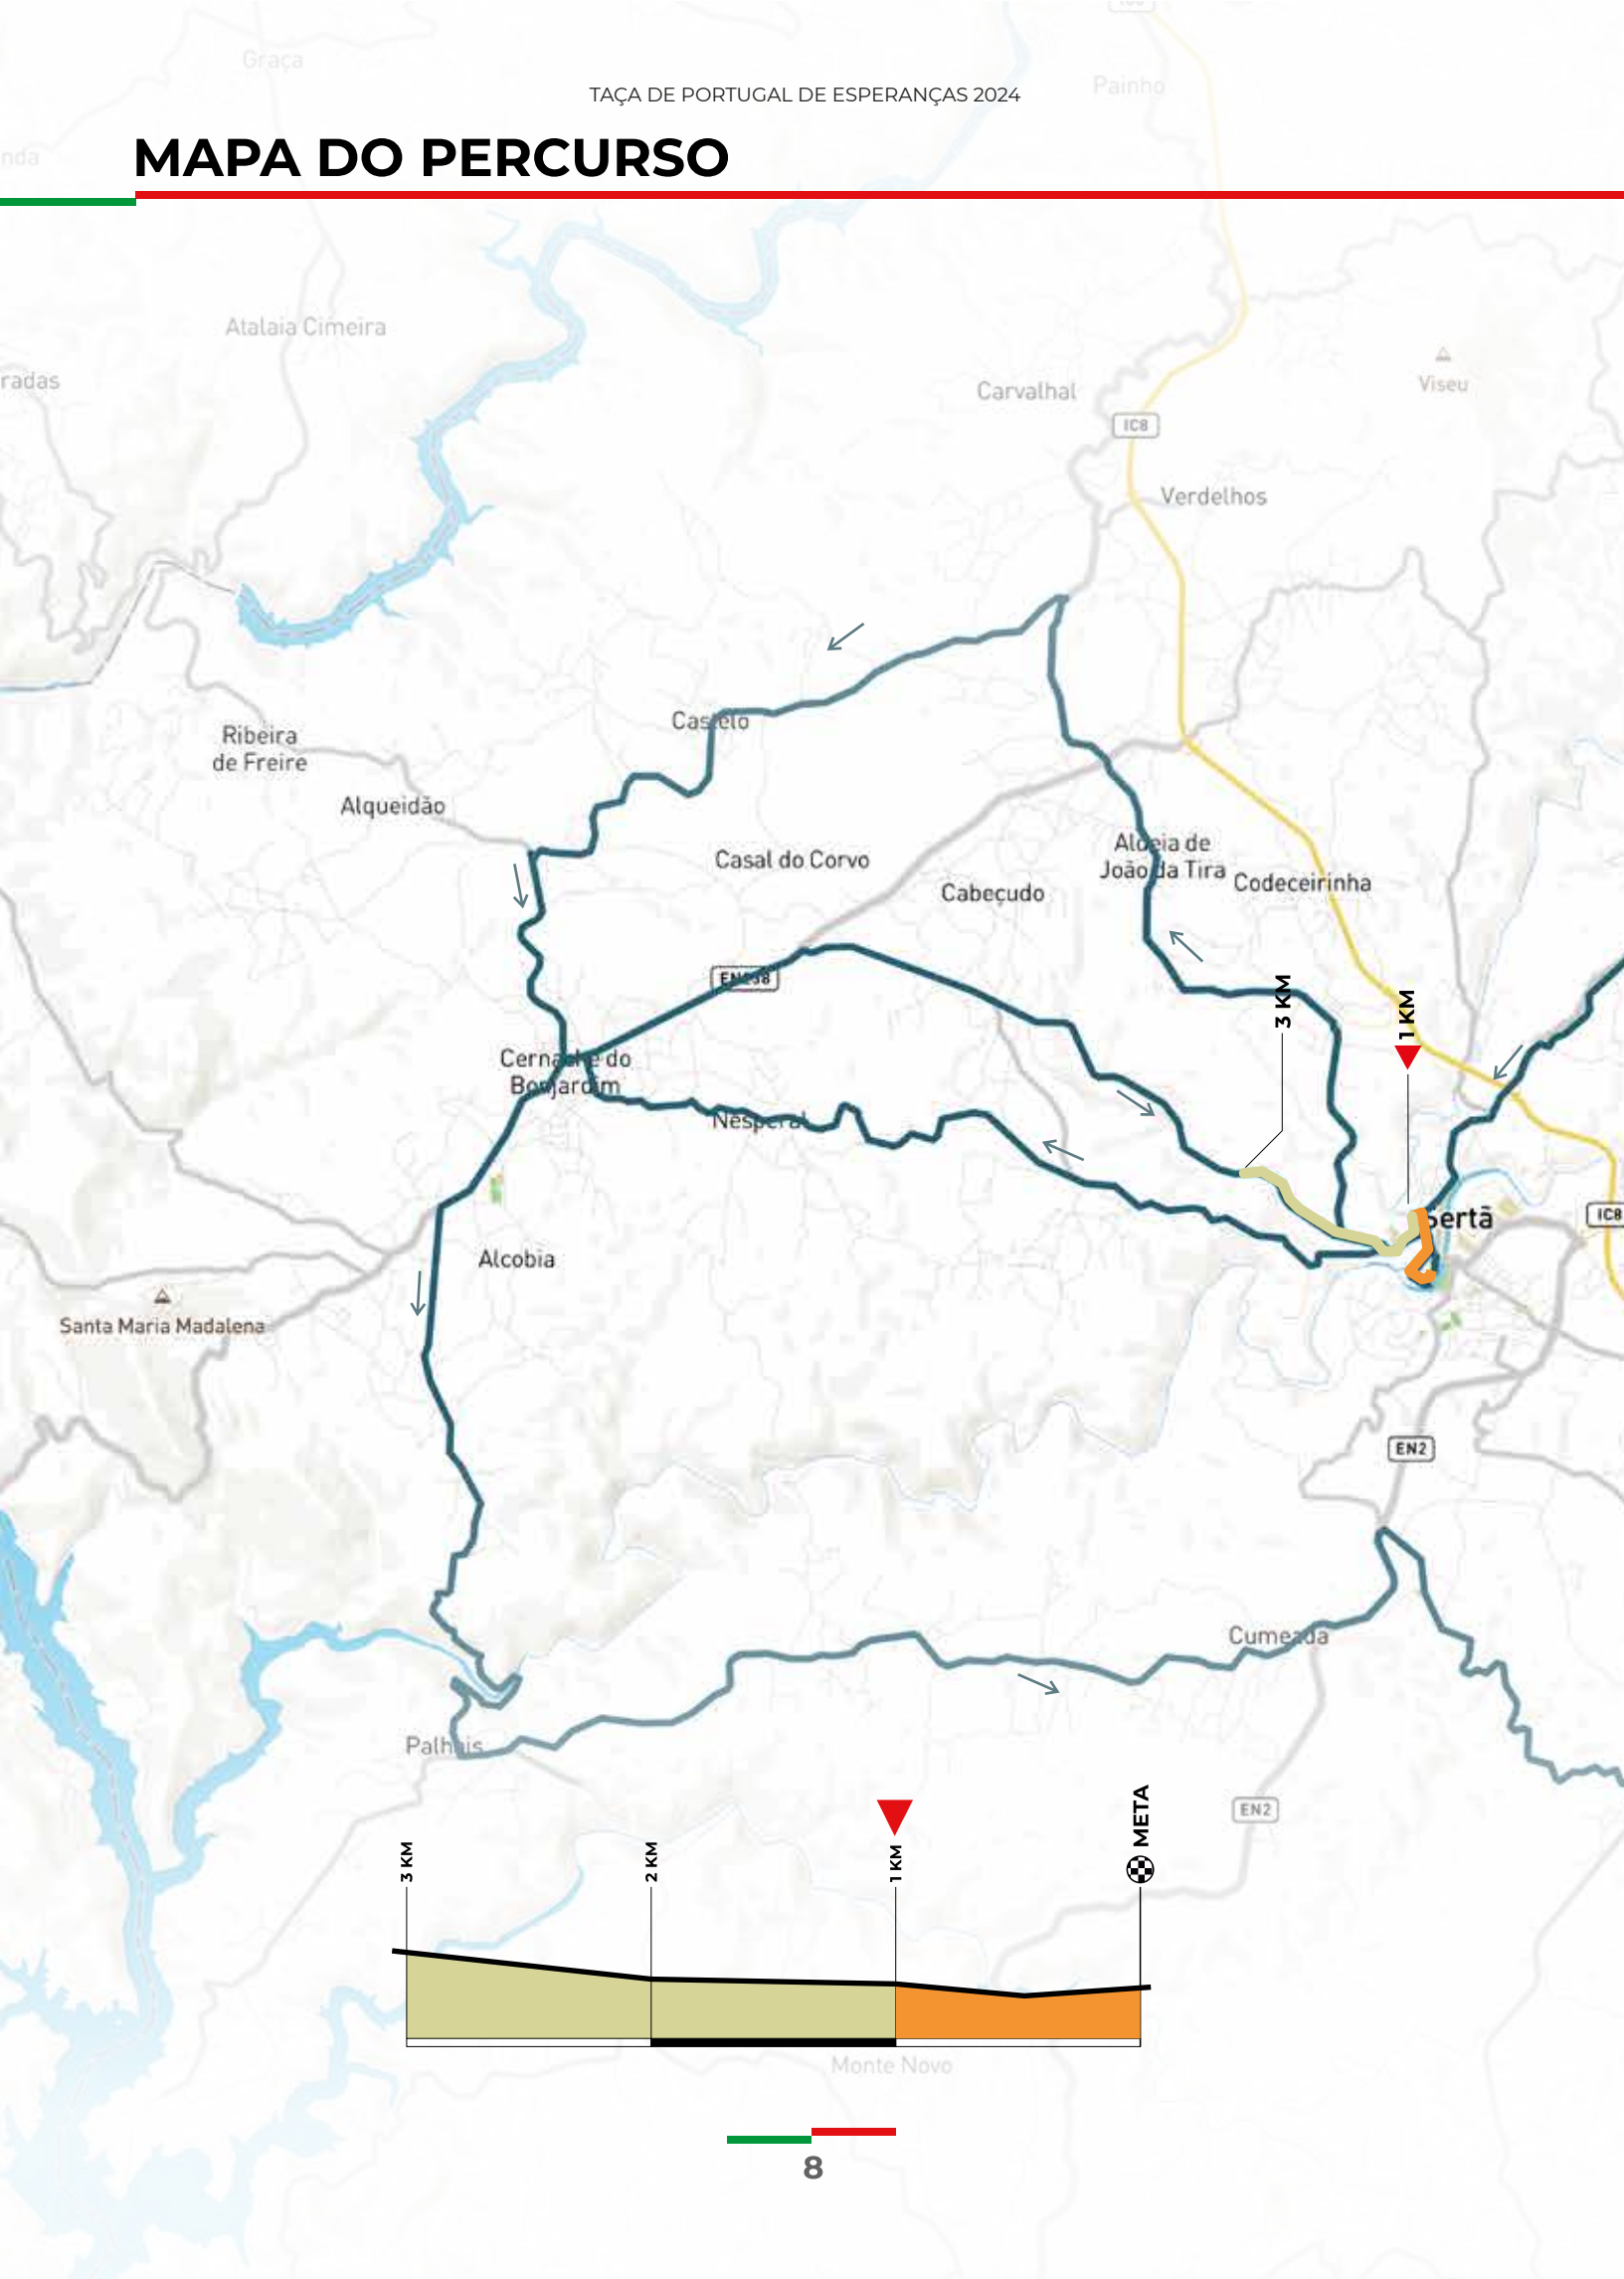 Graça
Painho
TAÇA DE PORTUGAL DE ESPERANÇAS 2024
MAPA DO PERCURSO
nda
Atalaia Cimeira
radas
Carvalhal
Viseu
IC8
Verdelhos
Castelo
Ribeira
de Freire
Alqueidão
Casal do Corvo
Aldeia de
João da Tira
Codeceirinha
Cabeçudo
EN238
3 KM
1 KM
Cernache do
Bonjardim
Nesperal
Sertã
IC8
Alcobia
Santa Maria Madalena
EN2
Cumeada
Palhais
EN2
3 KM
2 KM
1 KM
META
Monte Novo
8